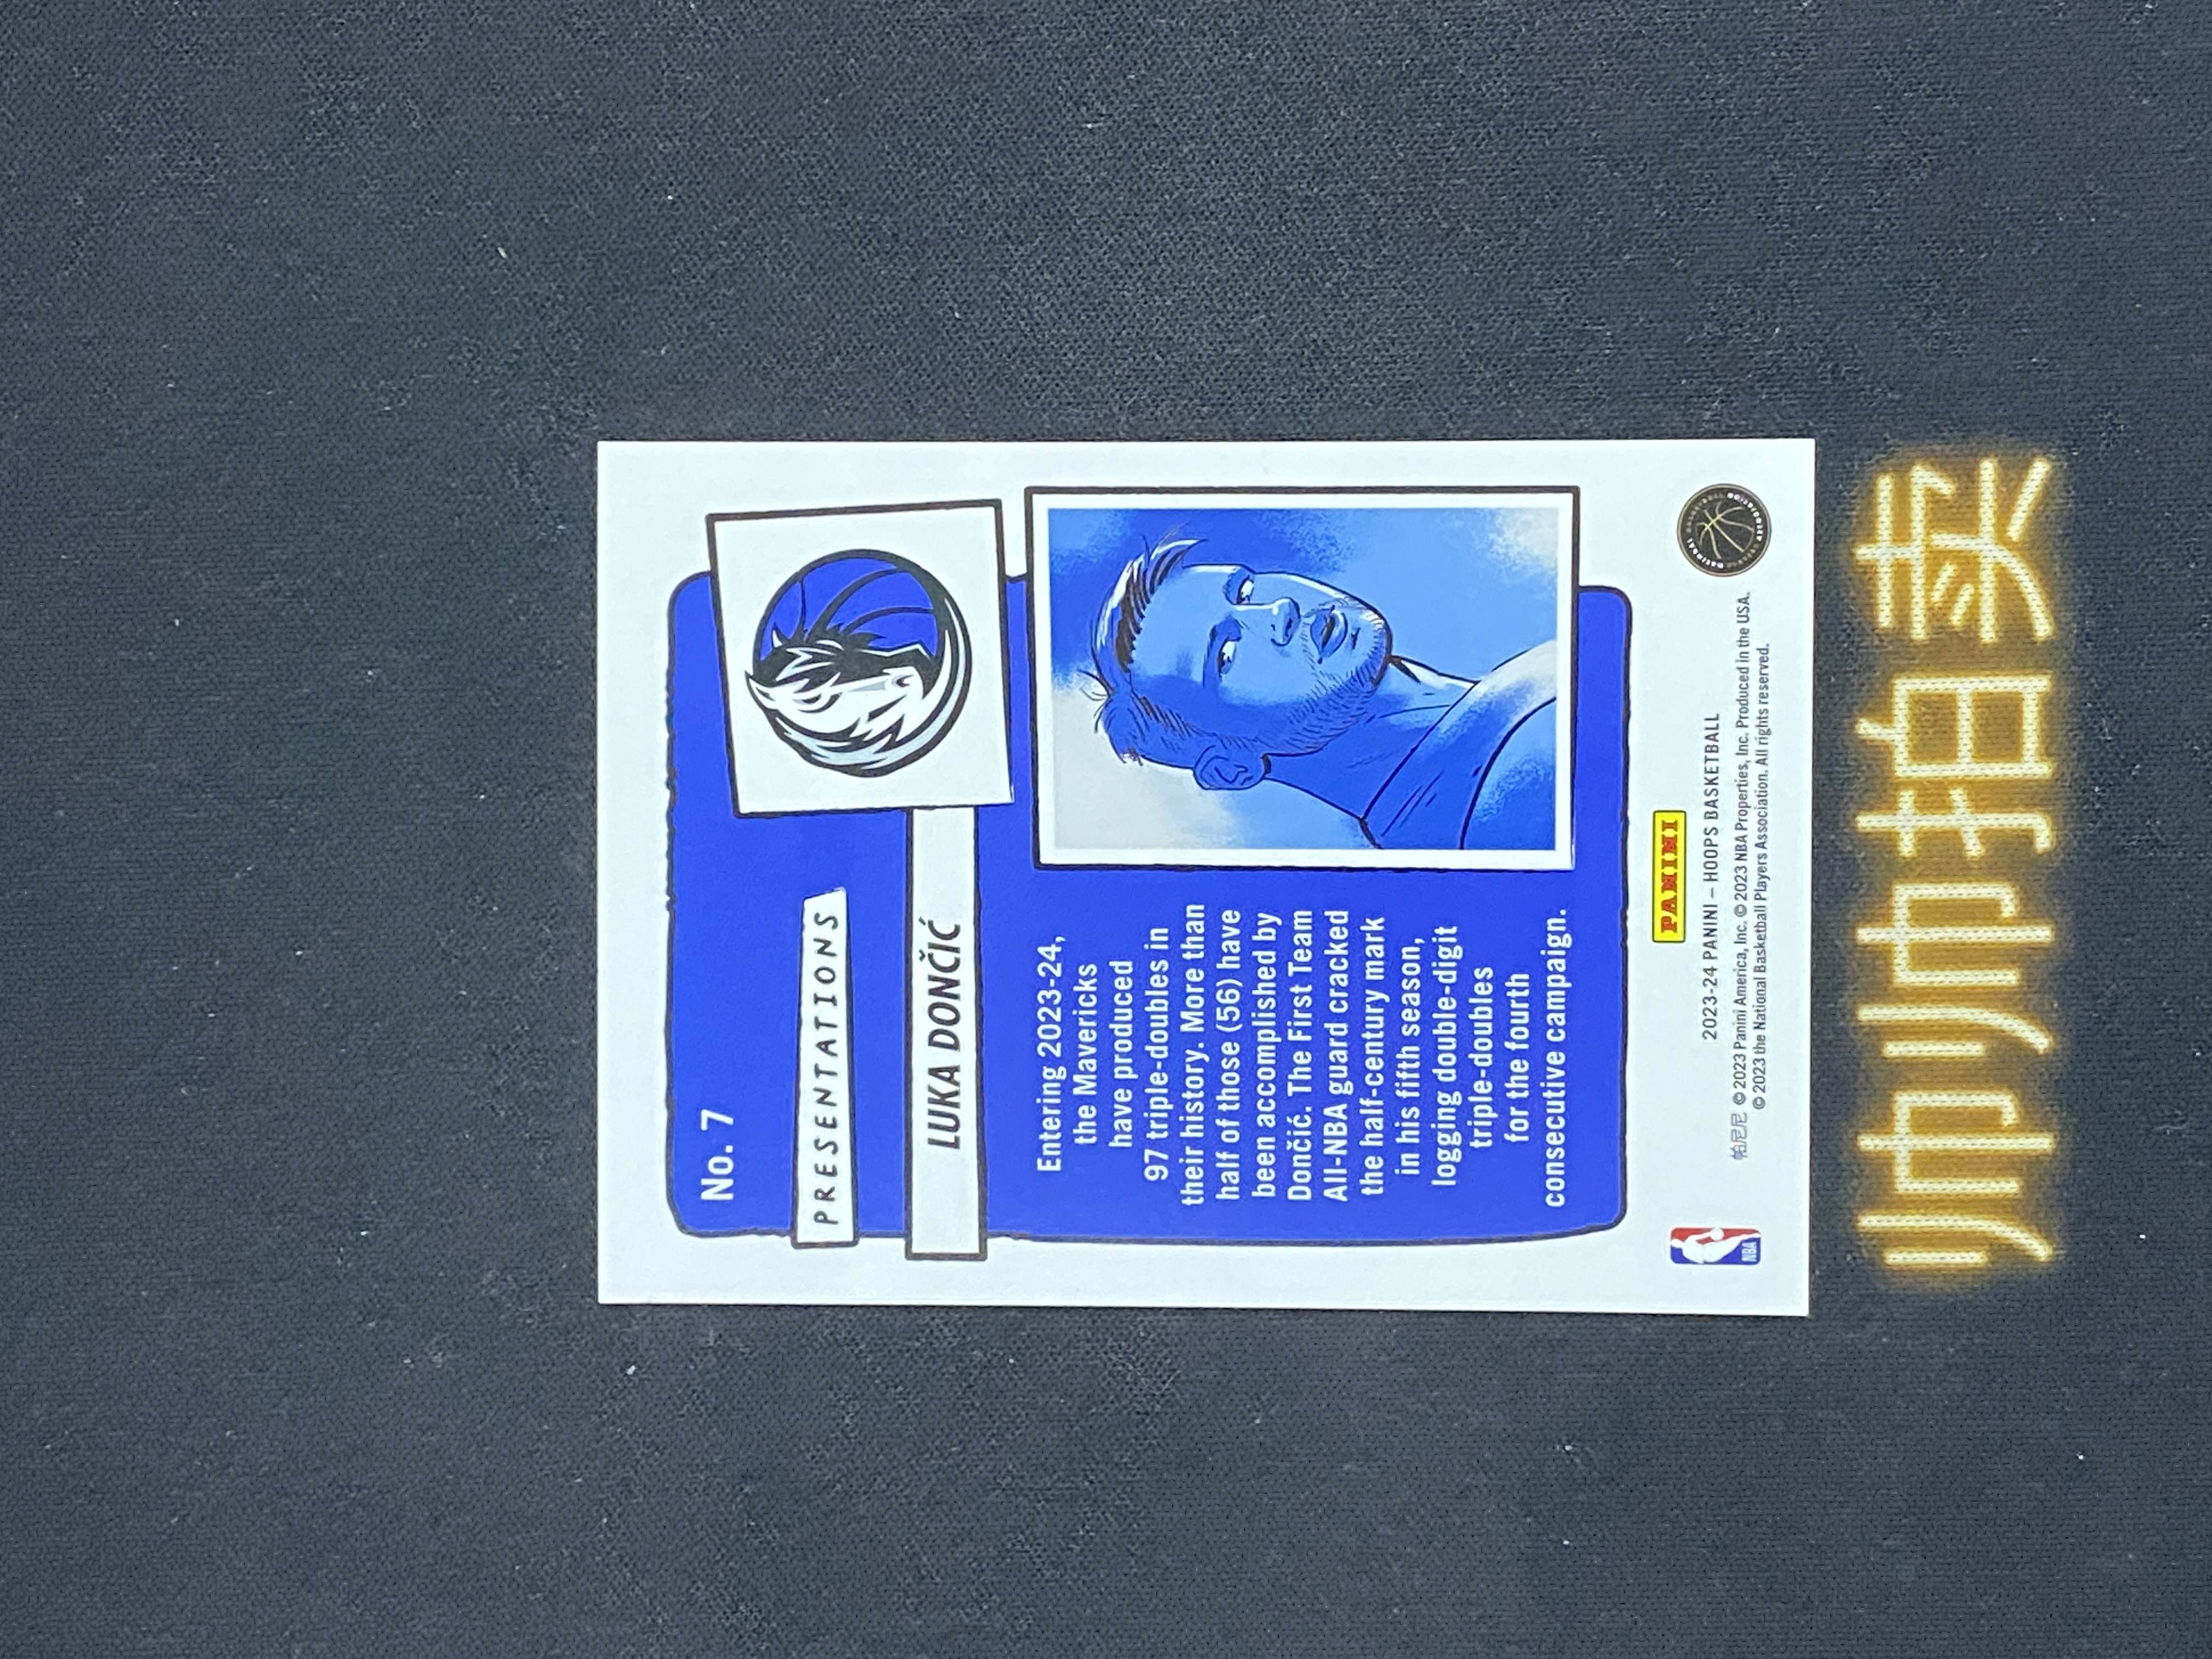 No. 7
PRESENTATIONS
LUKA DONČIĆ
Entering 2023-24,
the Mavericks
have produced
97 triple-doubles in
their history. More than
half of those (56) have
been accomplished by
Dončić. The First Team
All-NBA guard cracked
the half-century mark
in his fifth season,
logging double-digit
triple-doubles
for the fourth
consecutive campaign.
PANINI
2023-24 PANINI – HOOPS BASKETBALL
帕尼尼 © 2023 Panini America, Inc. © 2023 NBA Properties, Inc. Produced in the USA.
© 2023 the National Basketball Players Association. All rights reserved.
NBA
帅帅拍卖